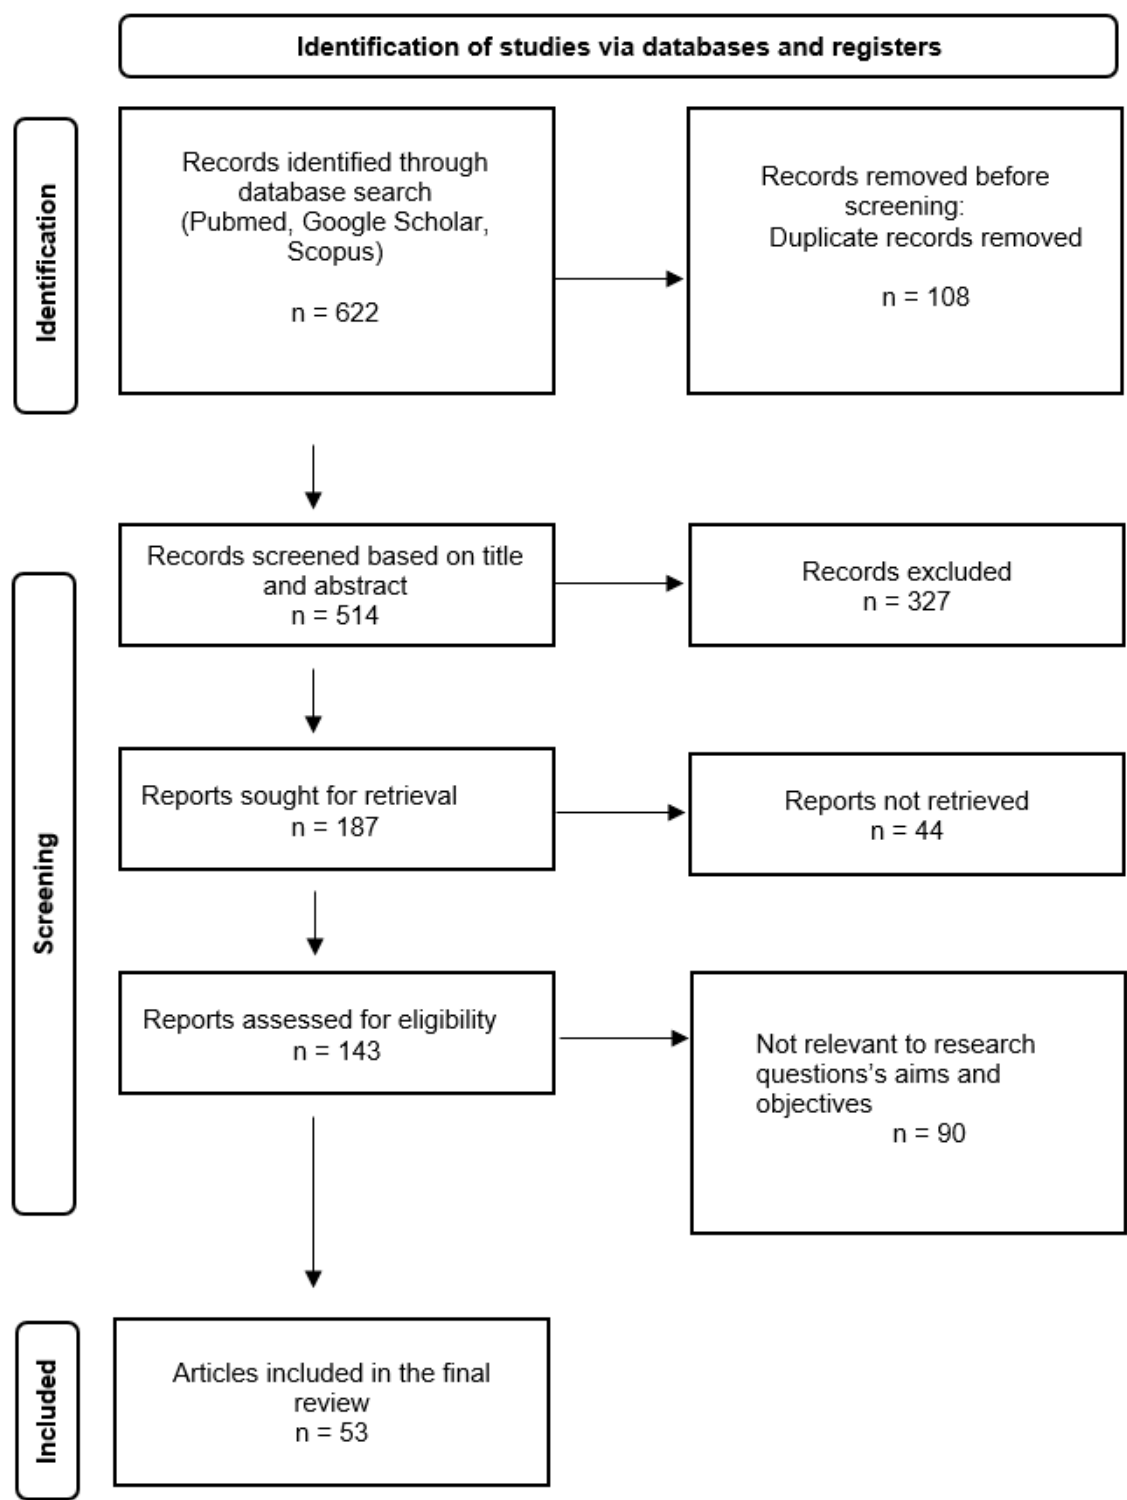 Identification of studies via databases and registers
Identification
Records identified through
database search
(Pubmed, Google Scholar,
Scopus)
n = 622
Records removed before
screening:
Duplicate records removed
n = 108
Screening
Records screened based on title
and abstract
n = 514
Records excluded
n = 327
Reports sought for retrieval
n = 187
Reports not retrieved
n = 44
Reports assessed for eligibility
n = 143
Not relevant to research
questions's aims and
objectives
n = 90
Included
Articles included in the final
review
n = 53